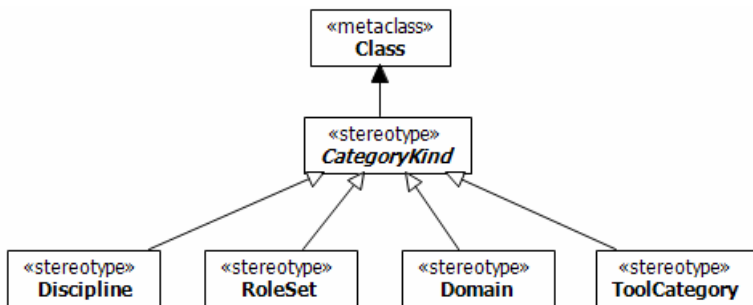 «metaclass»
Class
«stereotype»
CategoryKind
«stereotype» «stereotype» «stereotype» «stereotype»
Discipline RoleSet Domain ToolCategory